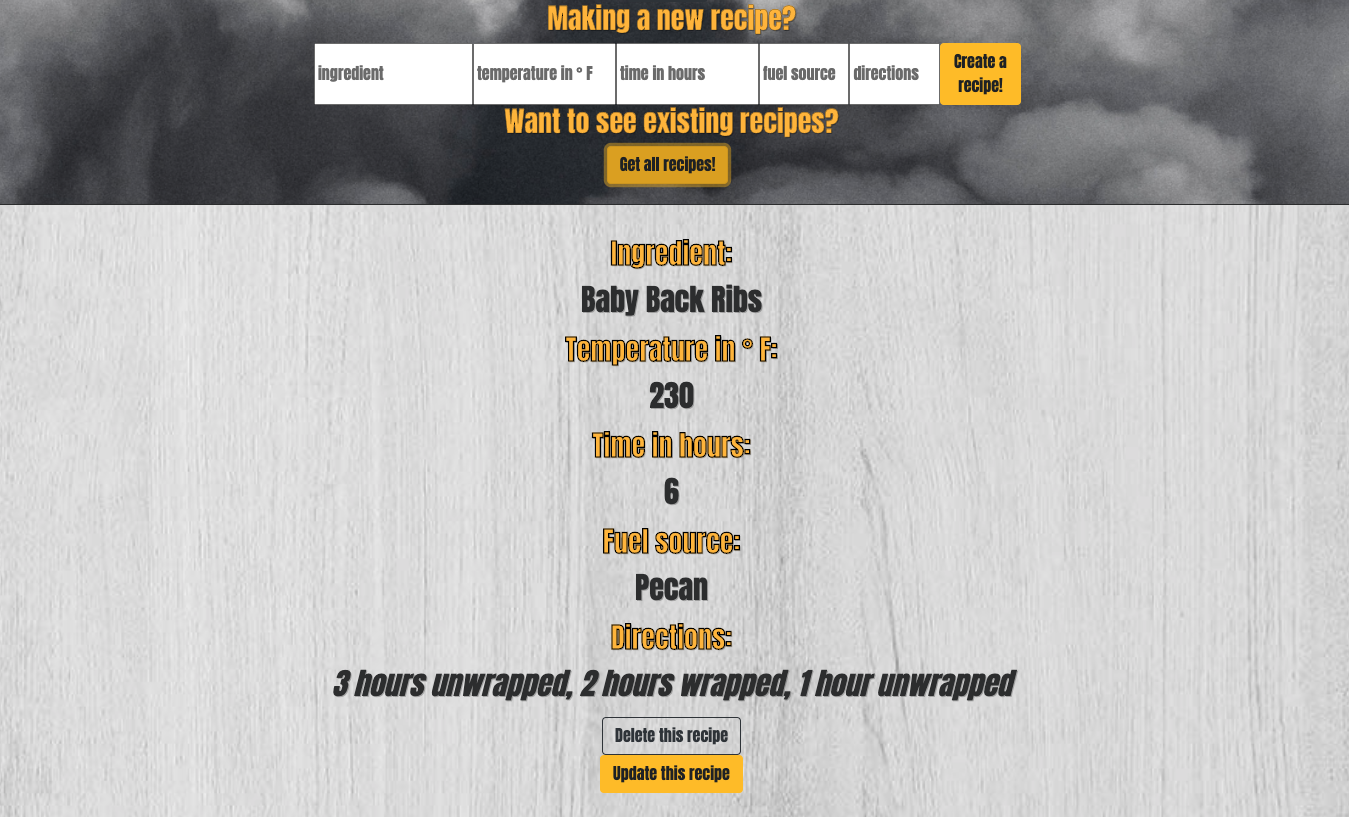 Making a new recipe?
ingredient
temperature in ° F
time in hours
fuel source
directions
Create a
recipe!
Want to see existing recipes?
Get all recipes!
Ingredient:
Baby Back Ribs
Temperature in ° F:
230
Time in hours:
6
Fuel source:
Pecan
Directions:
3 hours unwrapped, 2 hours wrapped, 1 hour unwrapped
Delete this recipe
Update this recipe